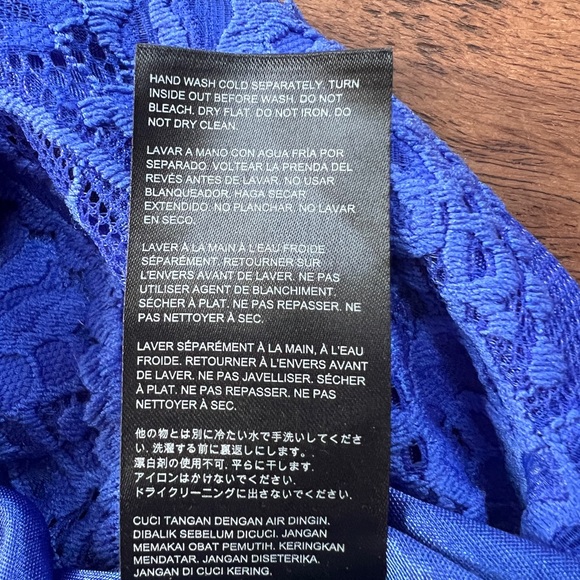 HAND WASH COLD SEPARATELY. TURN
INSIDE OUT BEFORE WASH. DO NOT
BLEACH. DRY FLAT. DO NOT IRON. DO
NOT DRY CLEAN.
LAVAR A MANO CON AGUA FRÍA POR
SEPARADO. VOLTEAR LA PRENDA DEL
REVÉS ANTES DE LAVAR. NO USAR
BLANQUEADOR. HAGA SECAR
EXTENDIDO. NO PLANCHAR. NO LAVAR
EN SECO.
LAVER À LA MAIN À L'EAU FROIDE
SÉPARÉMENT. RETOURNER SUR
L'ENVERS AVANT DE LAVER. NE PAS
UTILISER AGENT DE BLANCHIMENT.
SÉCHER À PLAT. NE PAS REPASSER. NE
PAS NETTOYER À SEC.
LAVER SÉPARÉMENT À LA MAIN, À L'EAU
FROIDE. RETOURNER À L'ENVERS AVANT
DE LAVER. NE PAS JAVELLISER. SÉCHER
À PLAT. NE PAS REPASSER. NE PAS
NETTOYER À SEC.
他の物とは別に冷たい水で手洗いしてくださ
い. 洗濯する前に裏返しにします.
漂白剤の使用不可. 平らに干します.
アイロンはかけないでください.
ドライクリーニングに出さないでください.
CUCI TANGAN DENGAN AIR DINGIN.
DIBALIK SEBELUM DICUCI. JANGAN
MEMAKAI OBAT PEMUTIH. KERINGKAN
MENDATAR. JANGAN DISETERIKA.
JANGAN DI CUCI KERING.